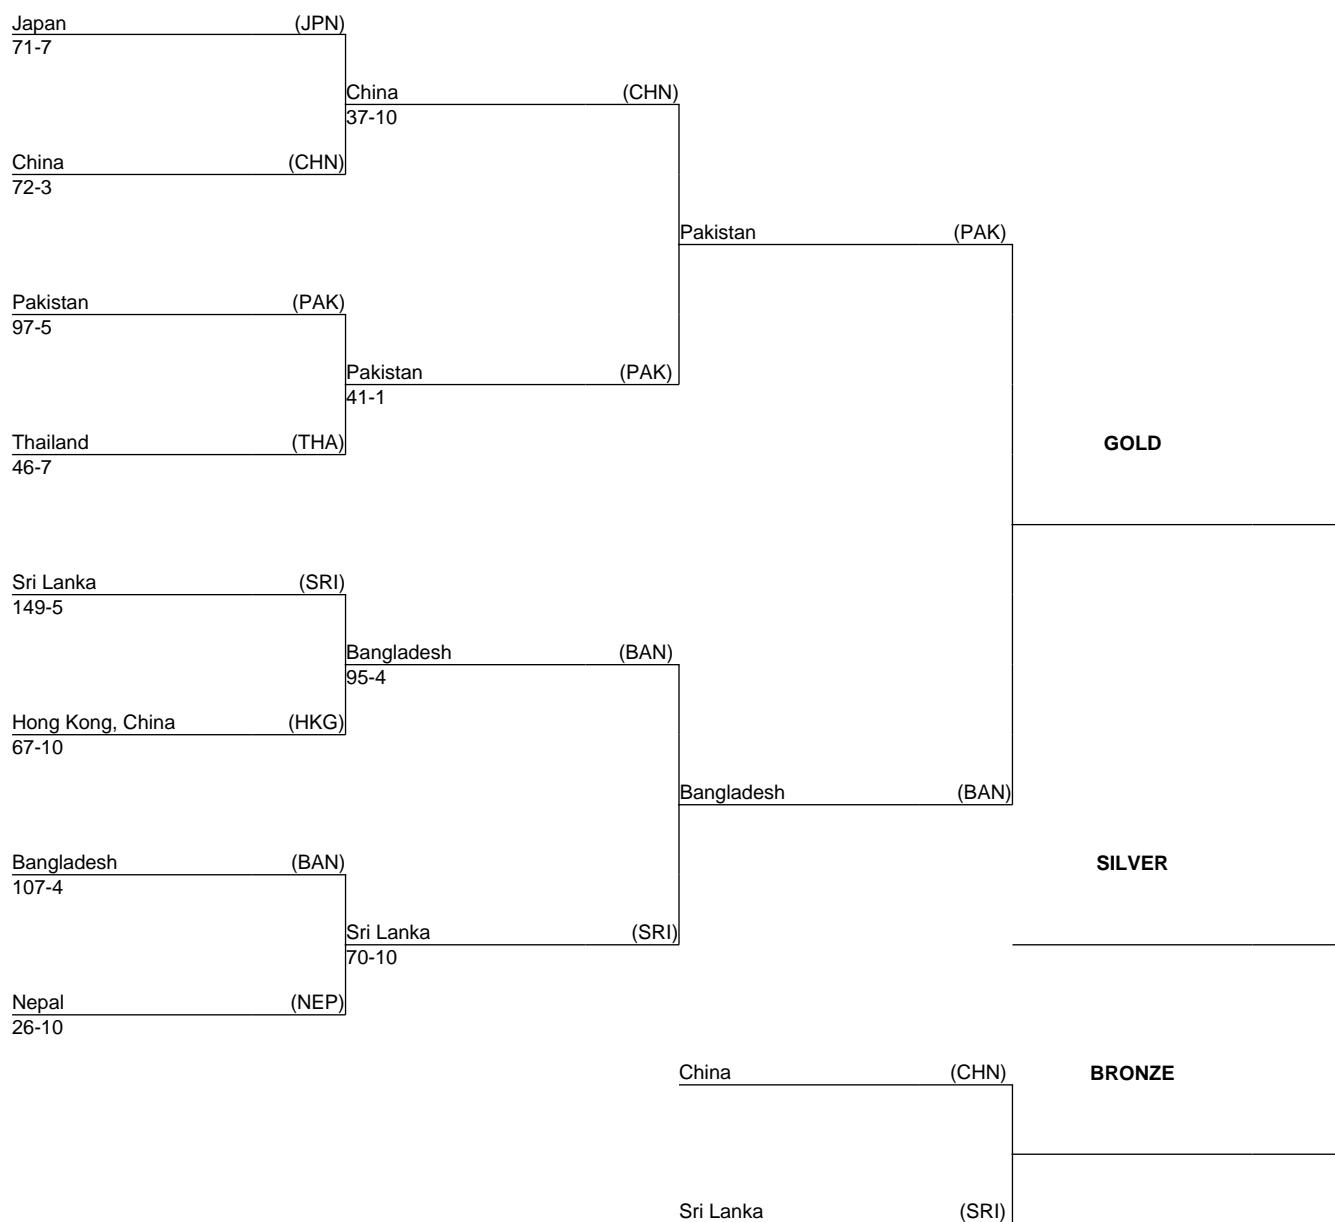 Japan (JPN)
71-7
China (CHN)
37-10
China (CHN)
72-3
Pakistan (PAK)
Pakistan (PAK)
97-5
Pakistan (PAK)
41-1
Thailand (THA)
46-7
GOLD
Sri Lanka (SRI)
149-5
Bangladesh (BAN)
95-4
Hong Kong, China (HKG)
67-10
Bangladesh (BAN)
Bangladesh (BAN)
107-4
SILVER
Sri Lanka (SRI)
70-10
Nepal (NEP)
26-10
China (CHN)
BRONZE
Sri Lanka (SRI)